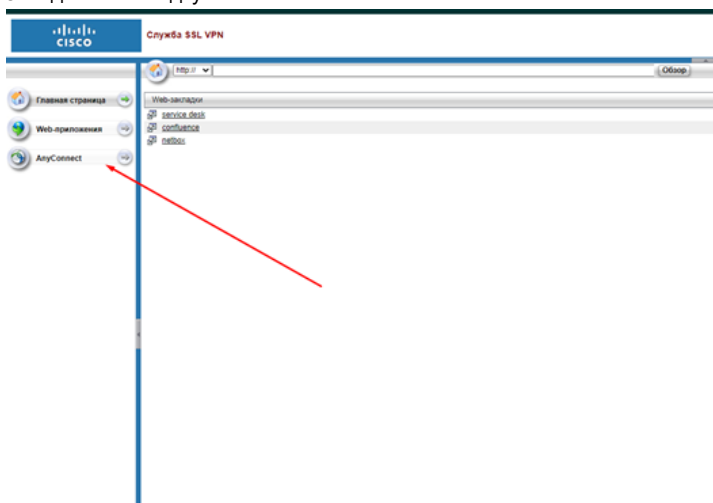 CISCO
Служба SSL VPN
http://
Обзор
Главная страница
Web-приложения
AnyConnect
Web-закладки
service desk
confluence
netbox